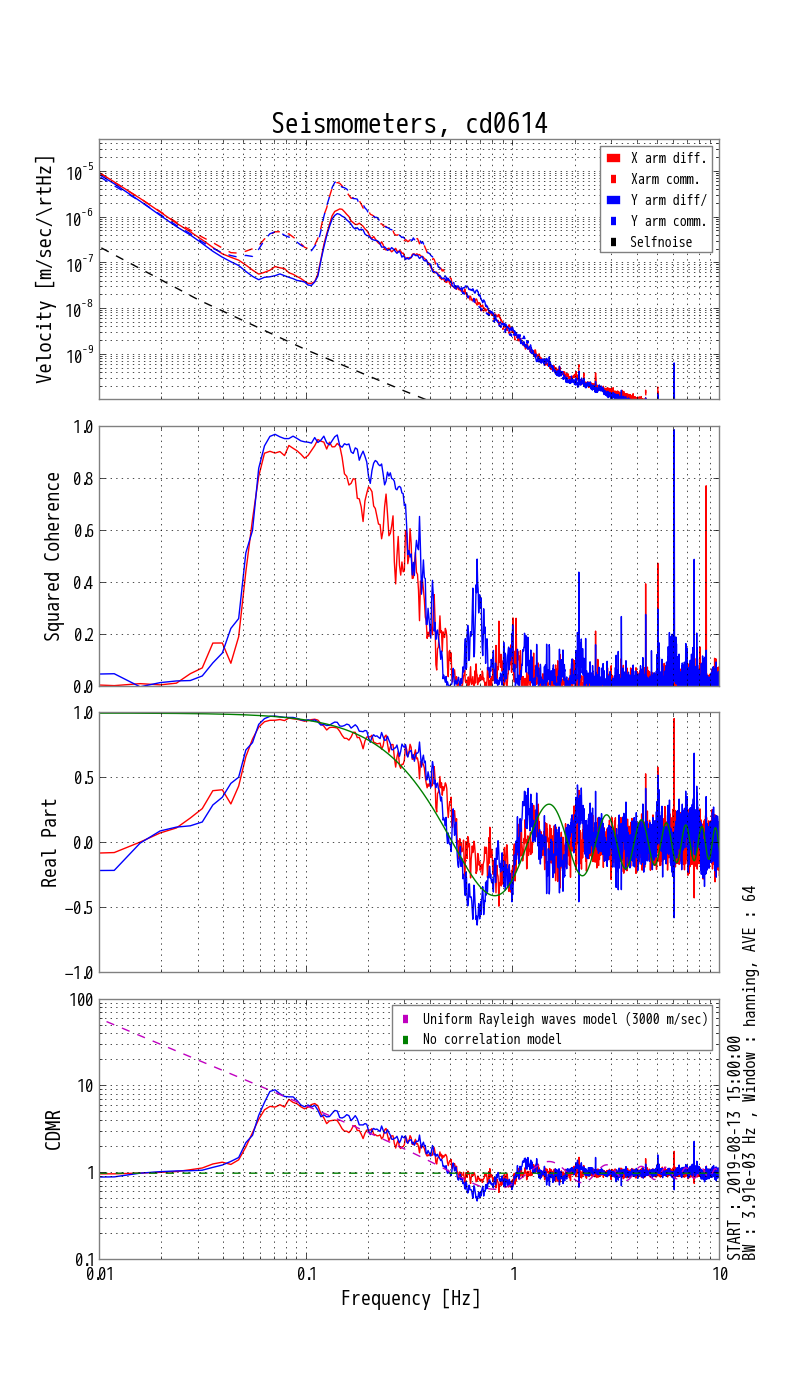 Seismometers, cd0614
Velocity [m/sec/\rtHz]
10^-5
10^-6
10^-7
10^-8
10^-9
X arm diff.
Xarm comm.
Y arm diff/
Y arm comm.
Selfnoise
Squared Coherence
1.0
0.8
0.6
0.4
0.2
0.0
Real Part
1.0
0.5
0.0
−0.5
−1.0
CDMR
100
10
1
0.1
Uniform Rayleigh waves model (3000 m/sec)
No correlation model
0.01
0.1
1
10
Frequency [Hz]
START : 2019-08-13 15:00:00
BW : 3.91e-03 Hz , Window : hanning, AVE : 64